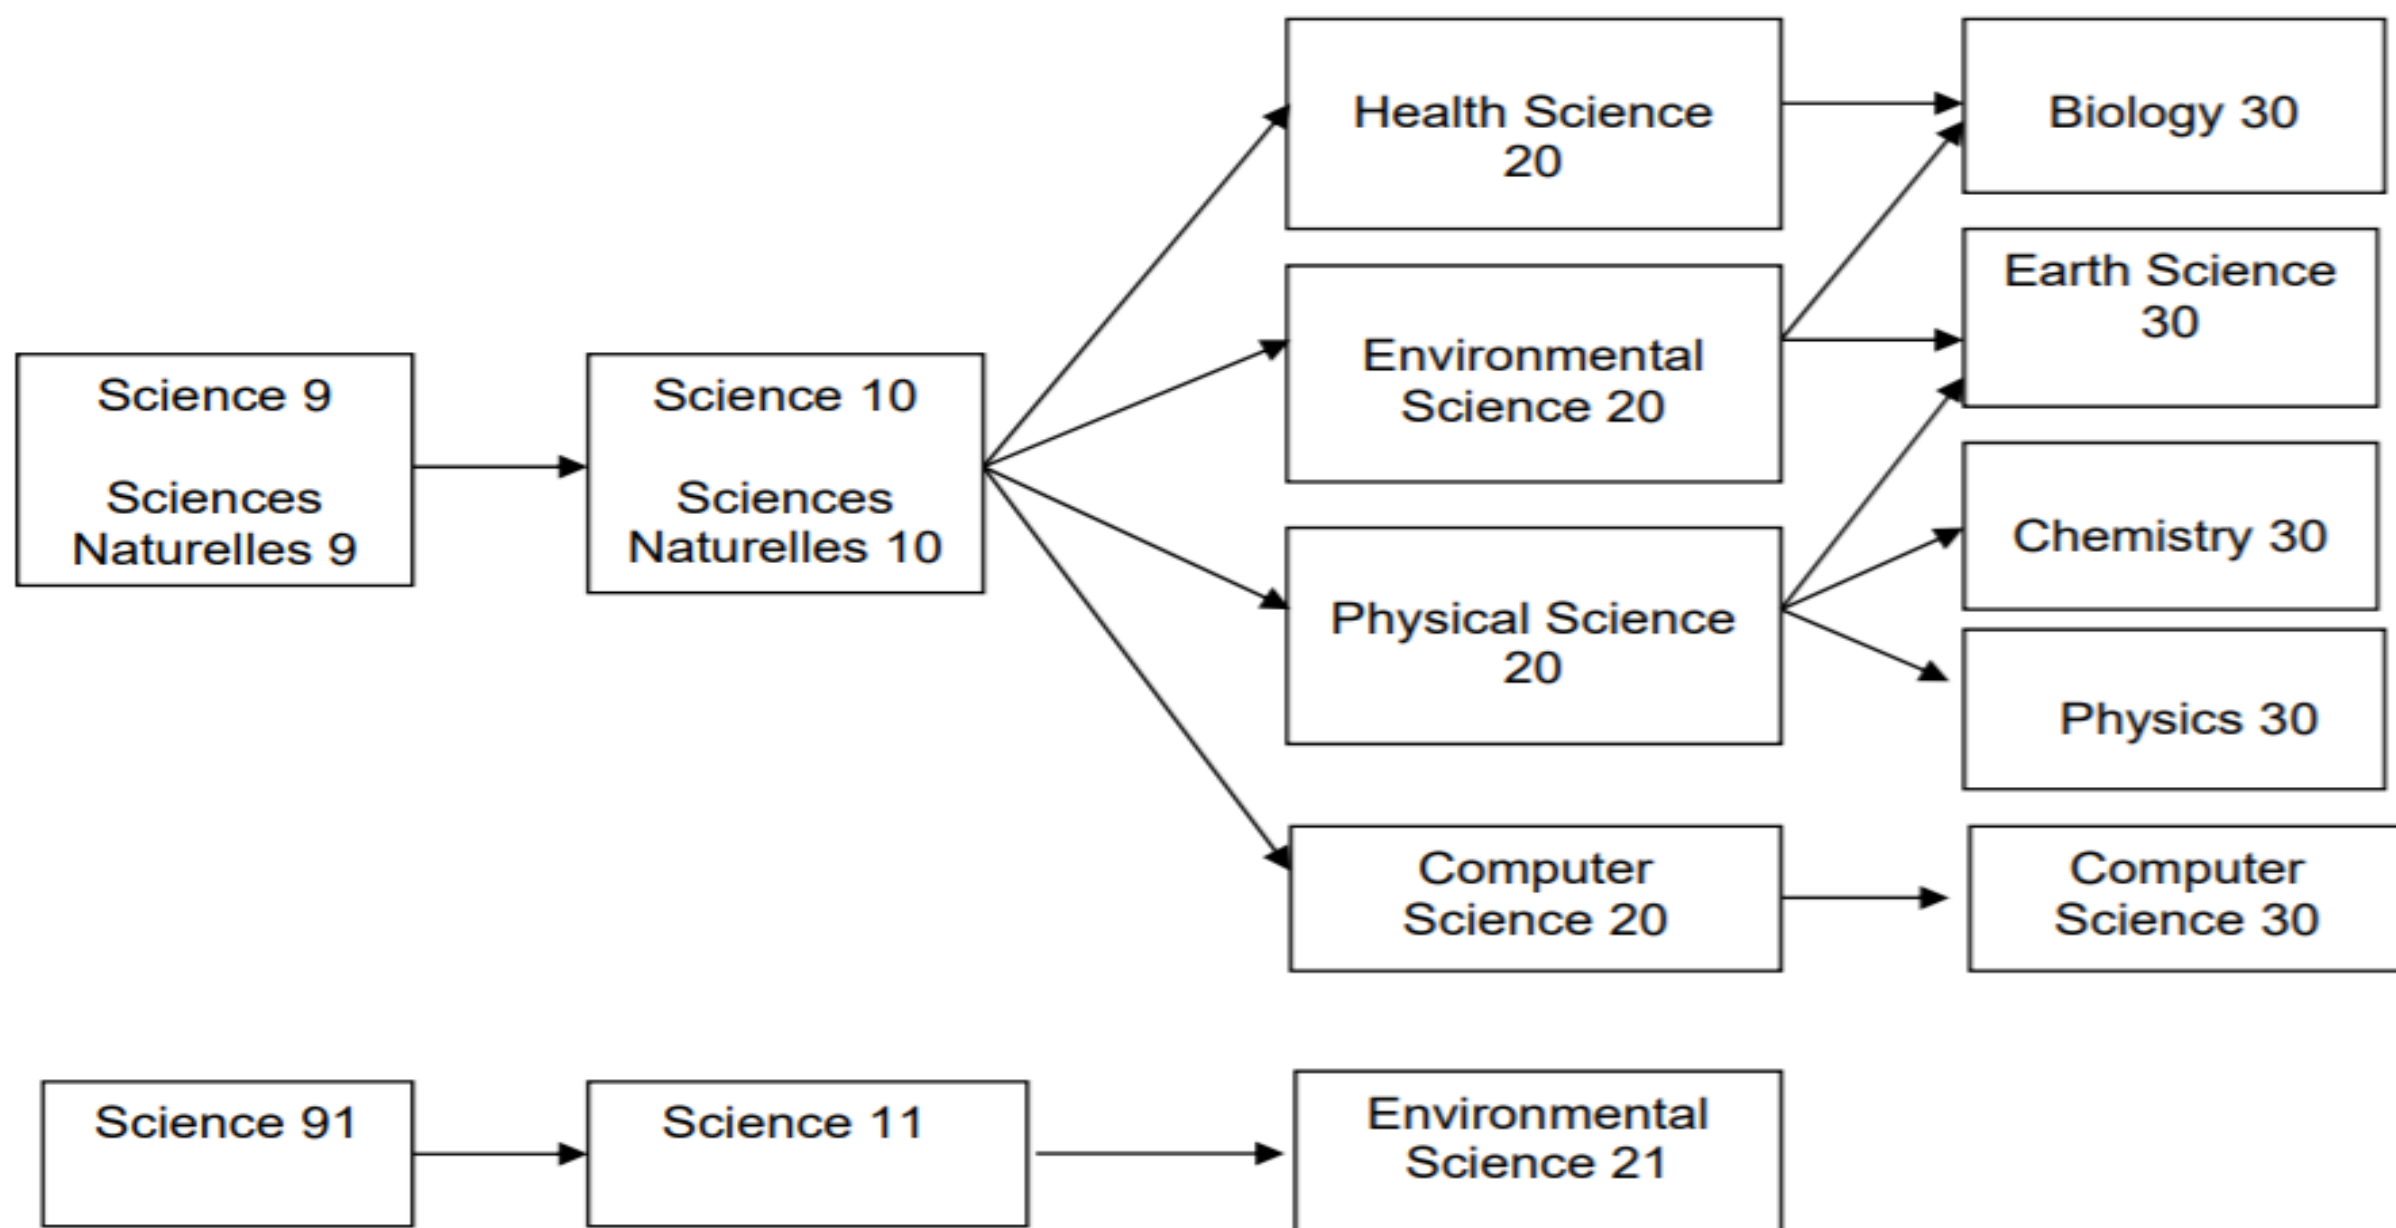 Science 9
Sciences
Naturelles 9
Science 10
Sciences
Naturelles 10
Health Science
20
Environmental
Science 20
Physical Science
20
Computer
Science 20
Biology 30
Earth Science
30
Chemistry 30
Physics 30
Computer
Science 30
Science 91
Science 11
Environmental
Science 21